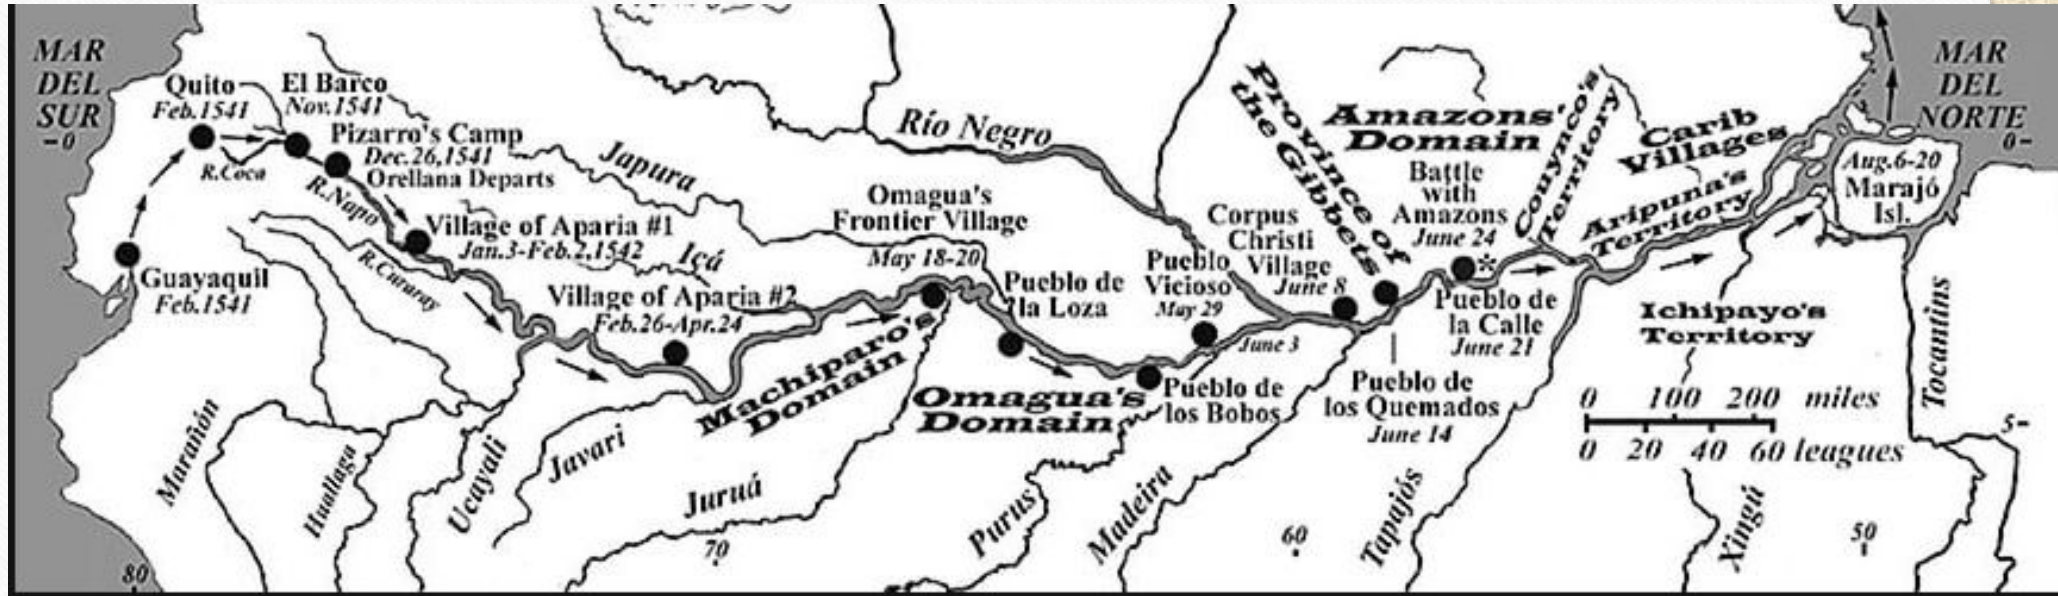 MAR
DEL
SUR
0
Quito
Feb.1541
El Barco
Nov.1541
Pizarro's Camp
Dec.26,1541
Orellana Departs
R.Coca
R.Napo
Guayaquil
Feb.1541
Village of Aparia #1
Jan.3-Feb.2,1542
R.Curaray
Village of Aparia #2
Feb.26-Apr.24
Japura
Içá
Omagua's
Frontier Village
May 18-20
Machiparo's
Domain
Pueblo de
la Loza
Omagua's
Domain
Río Negro
Pueblo
Vicioso
May 29
Pueblo de
los Bobos
June 3
Corpus
Christi
Village
June 8
Province of
the Gibbets
Pueblo de
los Quemados
June 14
Amazons'
Domain
Battle
with
Amazons
June 24
*
Pueblo de
la Calle
June 21
Couynco's
Territory
Carib
Villages
Aripuna's
Territory
Ichipayo's
Territory
MAR
DEL
NORTE
0
Aug.6-20
Marajó
Isl.
Tocantins
0 100 200 miles
0 20 40 60 leagues
5
Marañón
Huallaga
Ucayali
Javari
Juruá
Purus
Madeira
Tapajós
Xingú
80
70
60
50